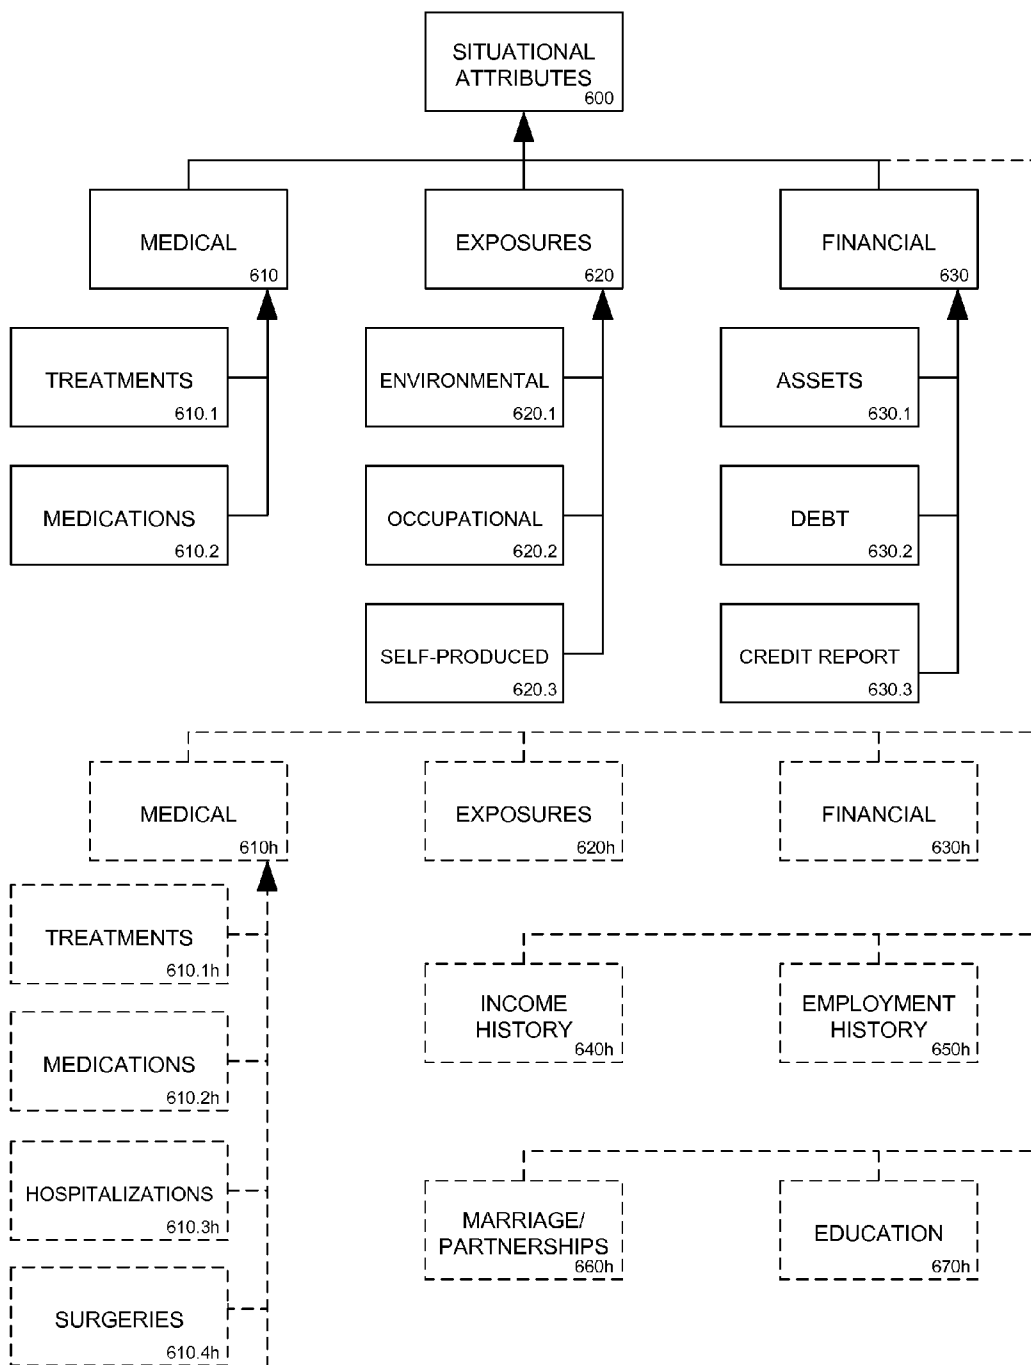 SITUATIONAL
ATTRIBUTES
600
MEDICAL
610
EXPOSURES
620
FINANCIAL
630
TREATMENTS
610.1
ENVIRONMENTAL
620.1
ASSETS
630.1
MEDICATIONS
610.2
OCCUPATIONAL
620.2
DEBT
630.2
SELF-PRODUCED
620.3
CREDIT REPORT
630.3
MEDICAL
610h
EXPOSURES
620h
FINANCIAL
630h
TREATMENTS
610.1h
INCOME
HISTORY
640h
EMPLOYMENT
HISTORY
650h
MEDICATIONS
610.2h
HOSPITALIZATIONS
610.3h
MARRIAGE/
PARTNERSHIPS
660h
EDUCATION
670h
SURGERIES
610.4h